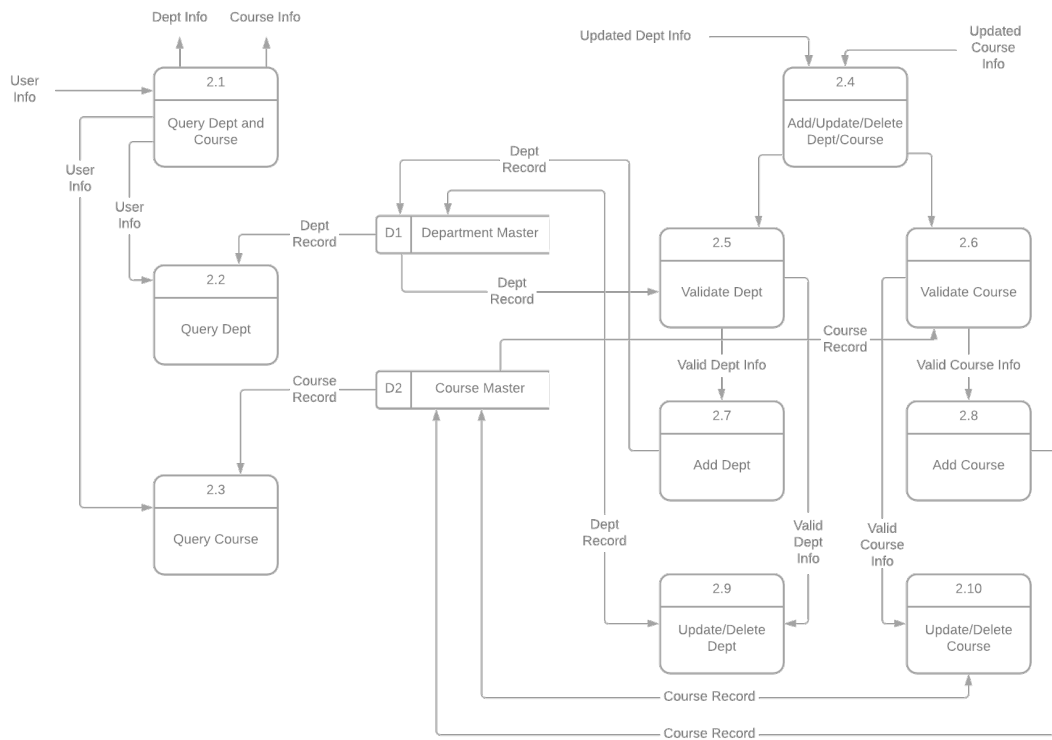 Dept Info
Course Info
User
Info
2.1
Query Dept and
Course
User
Info
User
Info
Updated Dept Info
Updated
Course
Info
2.4
Add/Update/Delete
Dept/Course
Dept
Record
Dept
Record
D1
Department Master
2.2
Query Dept
Dept
Record
2.5
Validate Dept
2.6
Validate Course
Course
Record
Valid Dept Info
Valid Course Info
Course
Record
D2
Course Master
2.7
Add Dept
2.8
Add Course
2.3
Query Course
Dept
Record
Valid
Dept
Info
Valid
Course
Info
2.9
Update/Delete
Dept
2.10
Update/Delete
Course
Course Record
Course Record